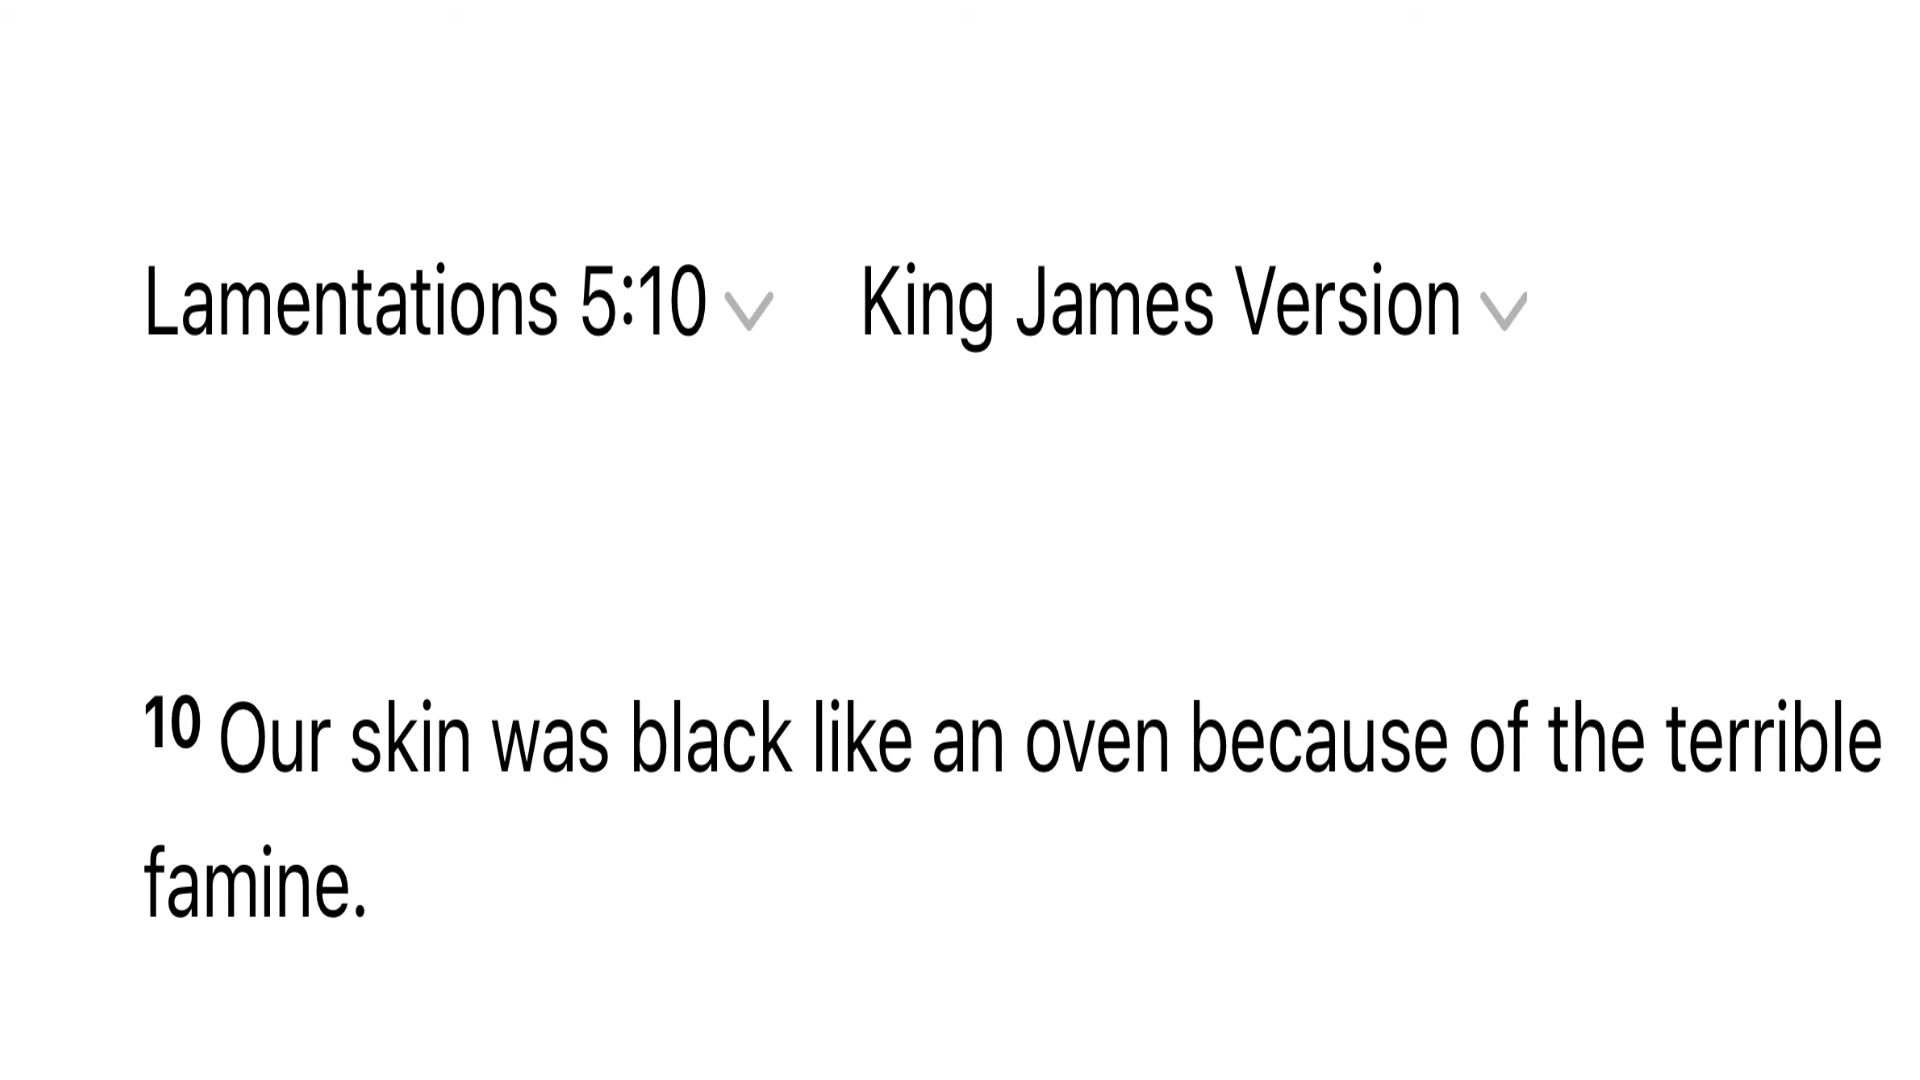 Lamentations 5:10 King James Version
10 Our skin was black like an oven because of the terrible
famine.